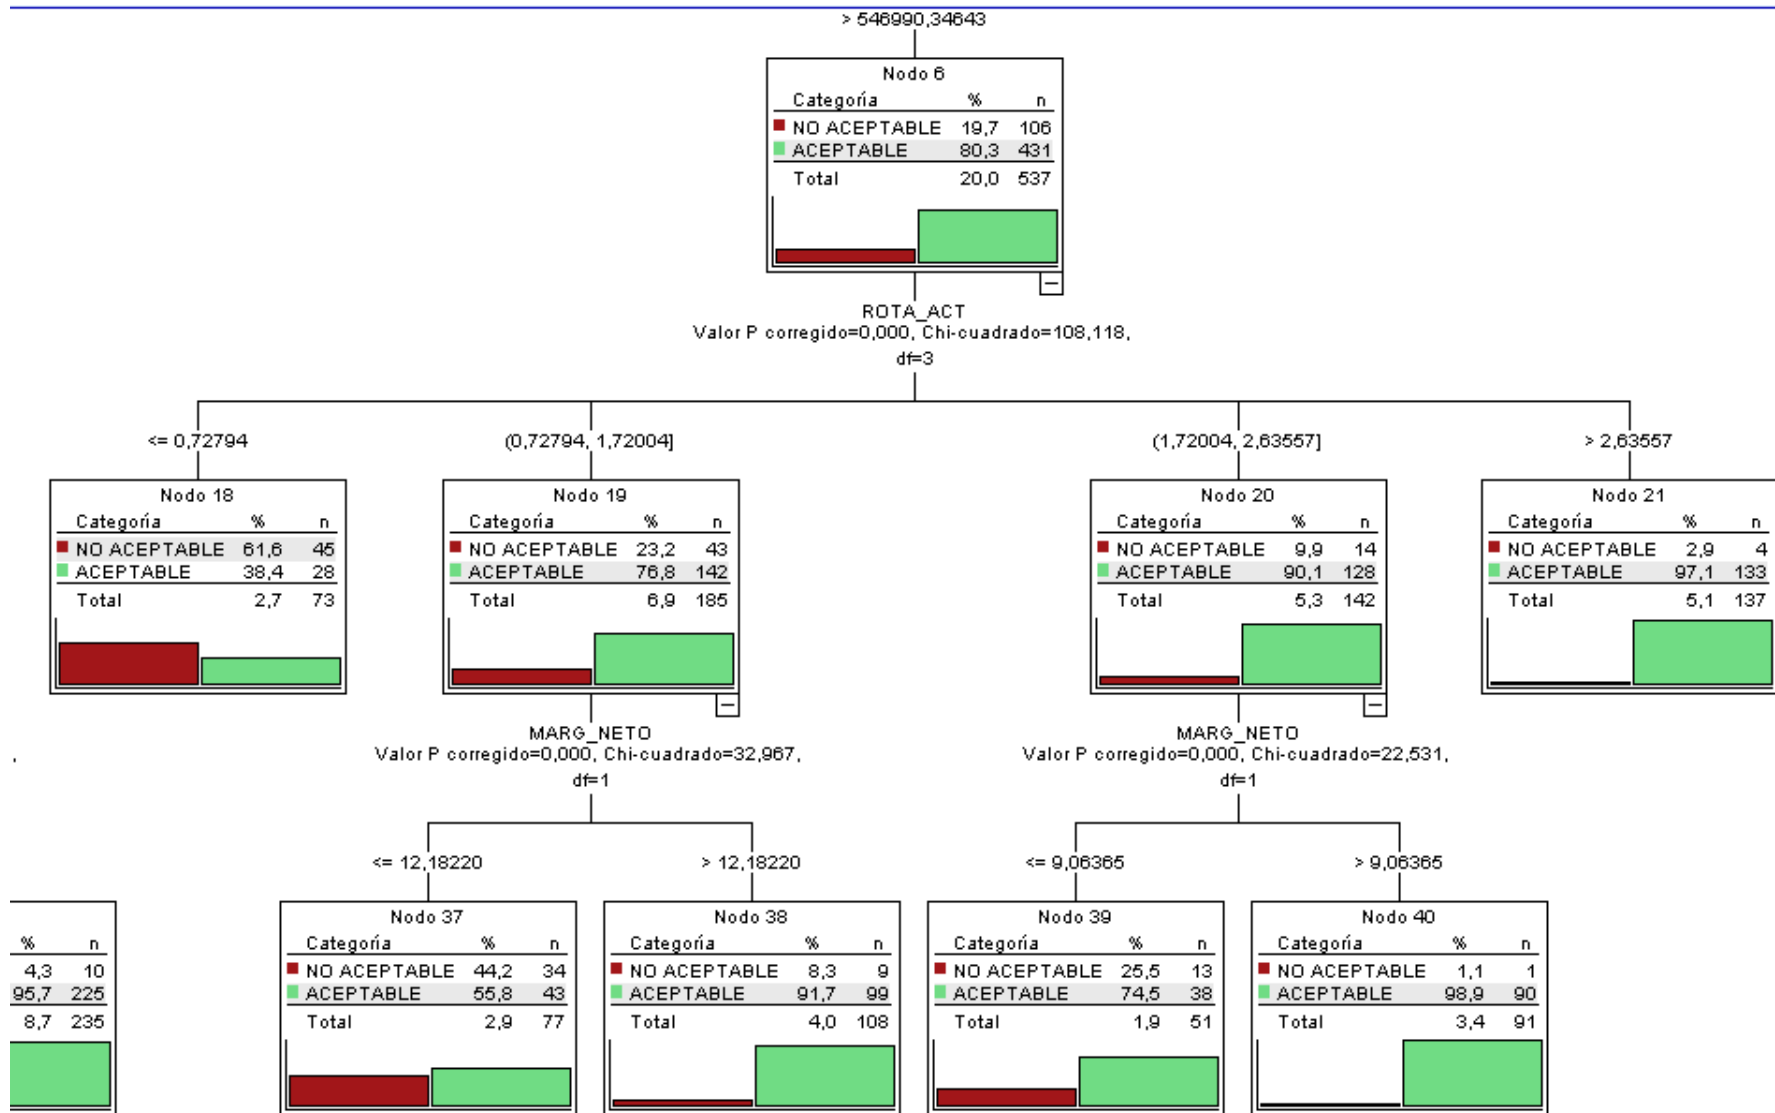 > 546990,34643
Nodo 6
Categoría % n
NO ACEPTABLE 19,7 106
ACEPTABLE 80,3 431
Total 20,0 537
ROTA_ACT
Valor P corregido=0,000, Chi-cuadrado=108,118,
df=3
<= 0,72794
(0,72794, 1,72004]
(1,72004, 2,63557]
> 2,63557
Nodo 18
Categoría % n
NO ACEPTABLE 61,6 45
ACEPTABLE 38,4 28
Total 2,7 73
Nodo 19
Categoría % n
NO ACEPTABLE 23,2 43
ACEPTABLE 76,8 142
Total 6,9 185
Nodo 20
Categoría % n
NO ACEPTABLE 9,9 14
ACEPTABLE 90,1 128
Total 5,3 142
Nodo 21
Categoría % n
NO ACEPTABLE 2,9 4
ACEPTABLE 97,1 133
Total 5,1 137
,
MARG_NETO
Valor P corregido=0,000, Chi-cuadrado=32,967,
df=1
MARG_NETO
Valor P corregido=0,000, Chi-cuadrado=22,531,
df=1
<= 12,18220
> 12,18220
<= 9,06365
> 9,06365
% n
4,3 10
95,7 225
8,7 235
Nodo 37
Categoría % n
NO ACEPTABLE 44,2 34
ACEPTABLE 55,8 43
Total 2,9 77
Nodo 38
Categoría % n
NO ACEPTABLE 8,3 9
ACEPTABLE 91,7 99
Total 4,0 108
Nodo 39
Categoría % n
NO ACEPTABLE 25,5 13
ACEPTABLE 74,5 38
Total 1,9 51
Nodo 40
Categoría % n
NO ACEPTABLE 1,1 1
ACEPTABLE 98,9 90
Total 3,4 91